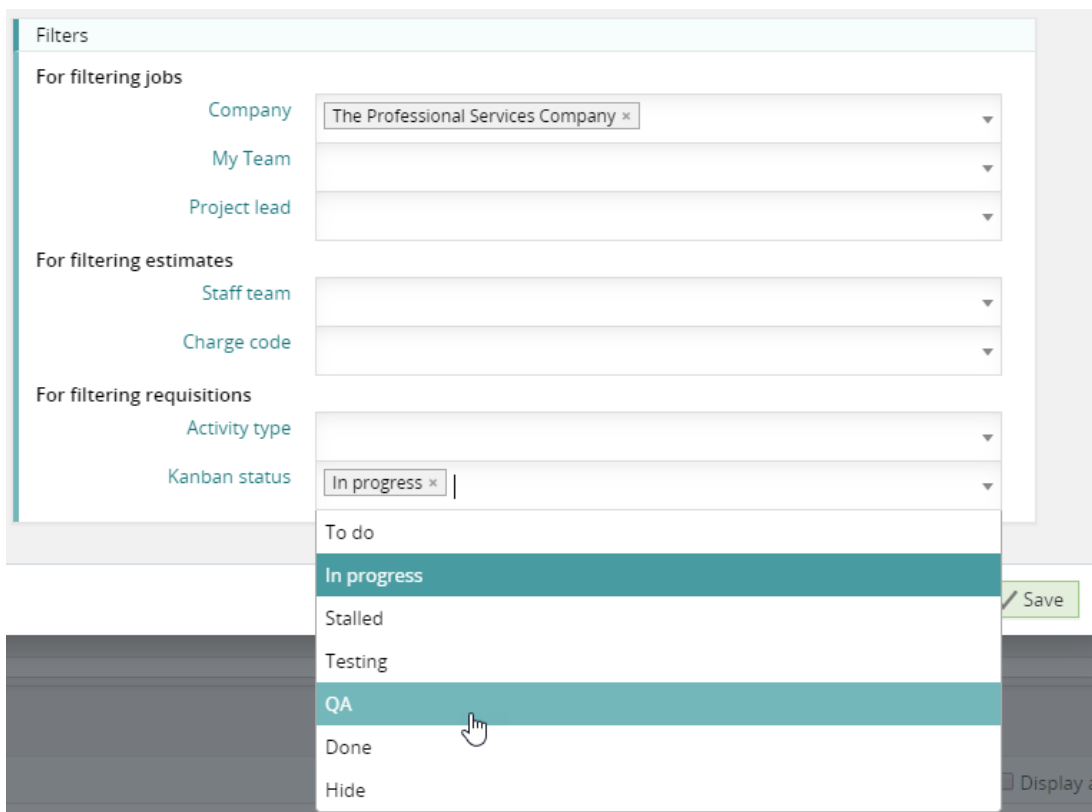 Filters
For filtering jobs
Company The Professional Services Company ×
My Team
Project lead
For filtering estimates
Staff team
Charge code
For filtering requisitions
Activity type
Kanban status In progress ×
To do
In progress
Stalled
Save
Testing
QA
Done
Display a
Hide